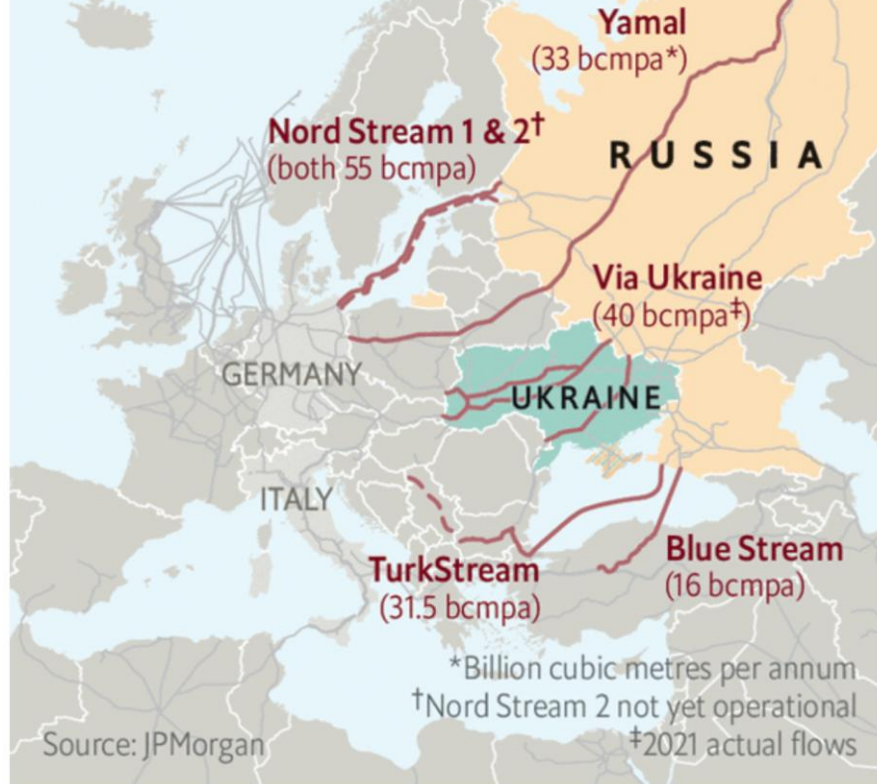 Yamal
(33 bcmpa*)
Nord Stream 1 & 2†
(both 55 bcmpa)
RUSSIA
Via Ukraine
(40 bcmpa‡)
GERMANY
UKRAINE
ITALY
TurkStream
(31.5 bcmpa)
Blue Stream
(16 bcmpa)
*Billion cubic metres per annum
†Nord Stream 2 not yet operational
‡2021 actual flows
Source: JPMorgan